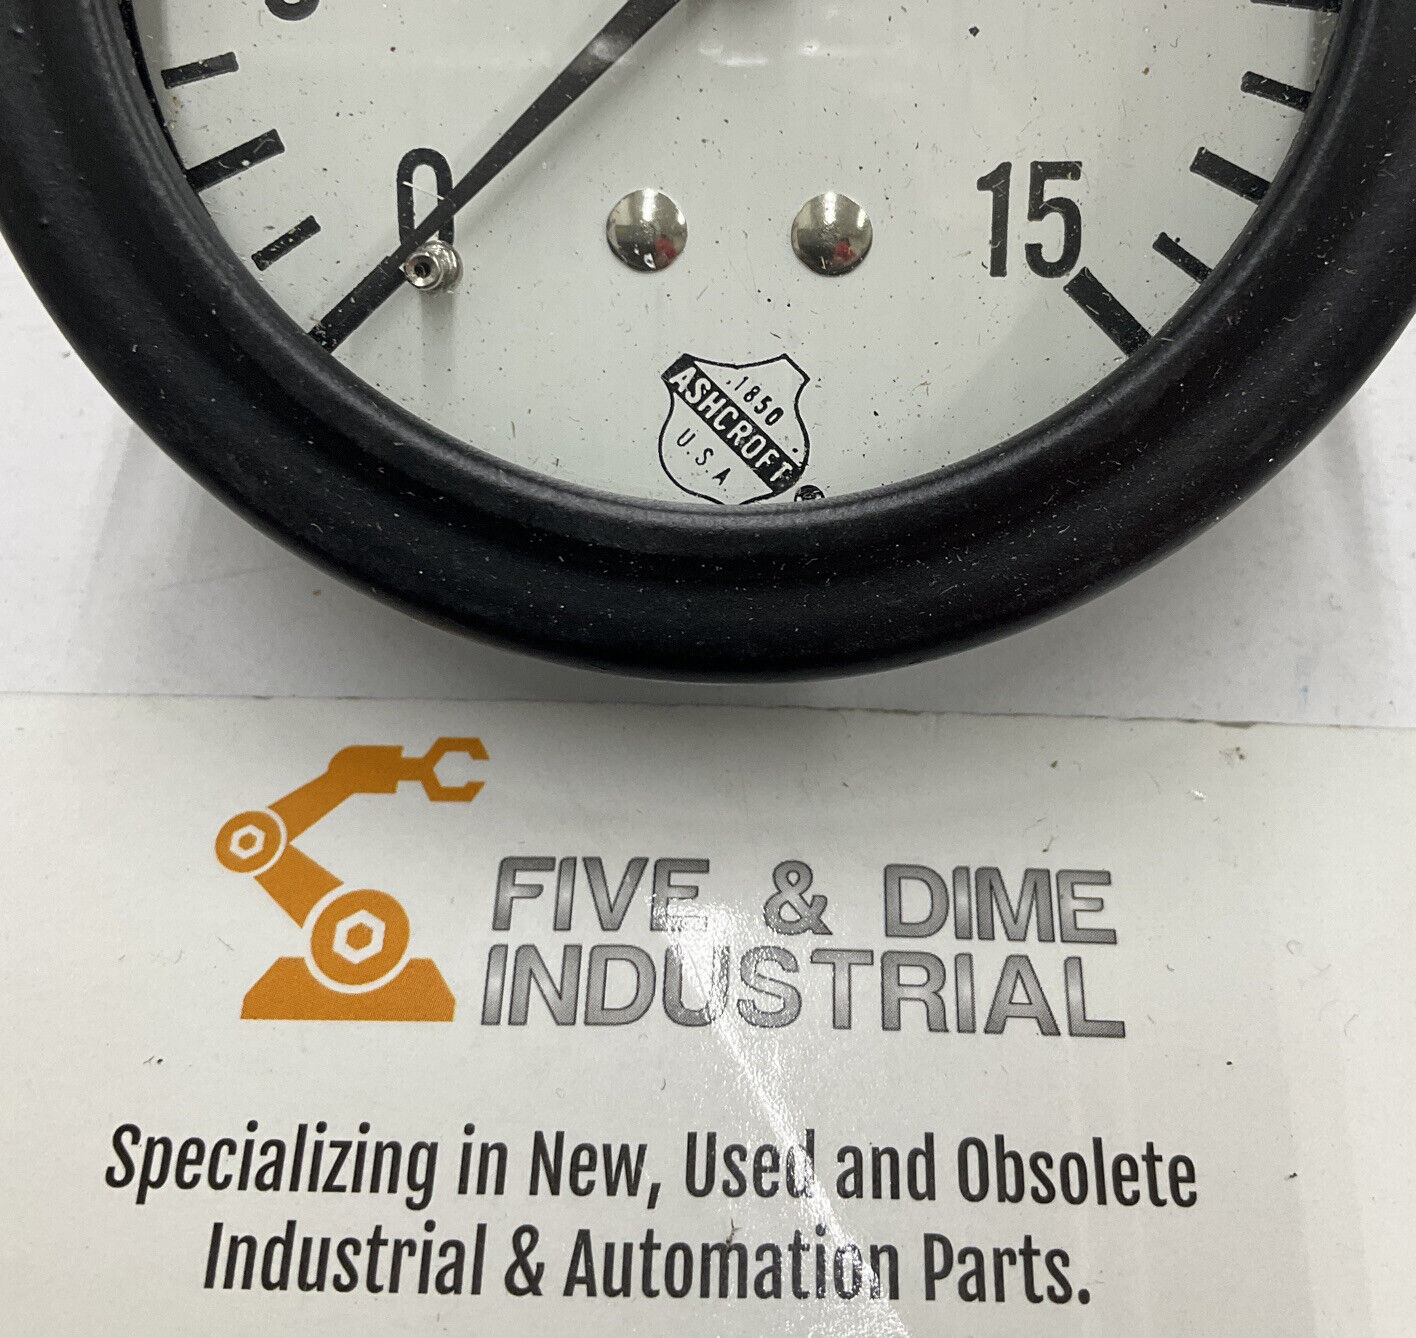 0
15
1850
ASHCROFT
U.S.A.
FIVE & DIME
INDUSTRIAL
Specializing in New, Used and Obsolete
Industrial & Automation Parts.